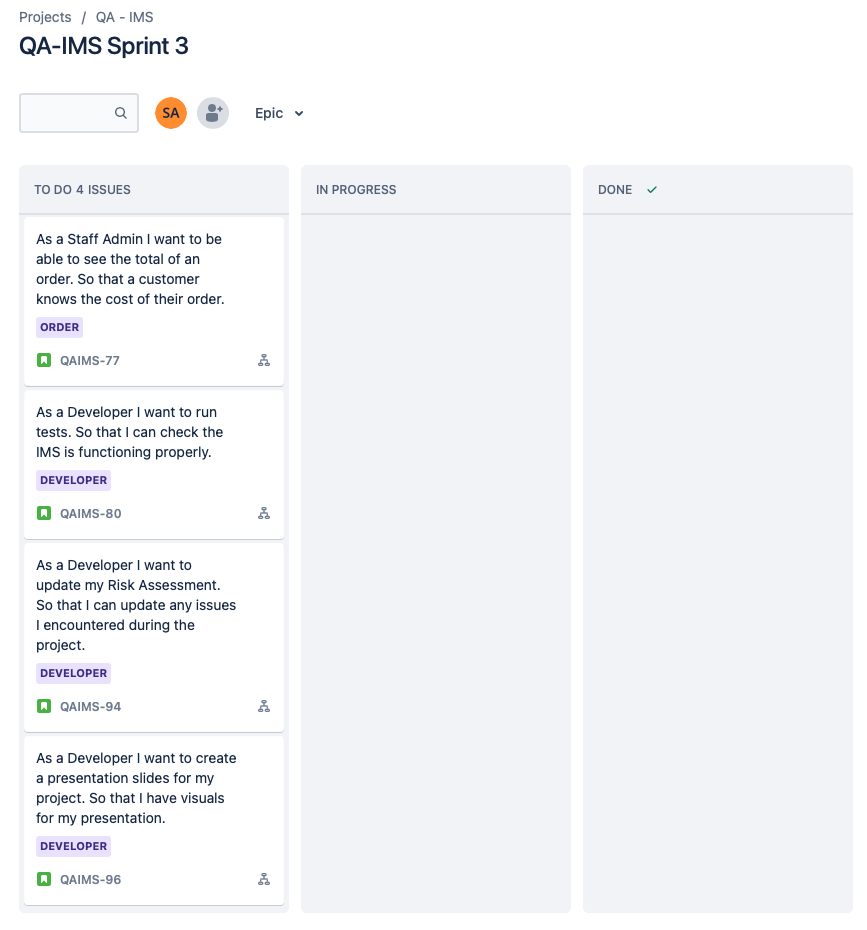 Projects / QA - IMS
QA-IMS Sprint 3
SA
Epic
TO DO 4 ISSUES
As a Staff Admin I want to be
able to see the total of an
order. So that a customer
knows the cost of their order.
ORDER
QAIMS-77
As a Developer I want to run
tests. So that I can check the
IMS is functioning properly.
DEVELOPER
QAIMS-80
As a Developer I want to
update my Risk Assessment.
So that I can update any issues
I encountered during the
project.
DEVELOPER
QAIMS-94
As a Developer I want to create
a presentation slides for my
project. So that I have visuals
for my presentation.
DEVELOPER
QAIMS-96
IN PROGRESS
DONE